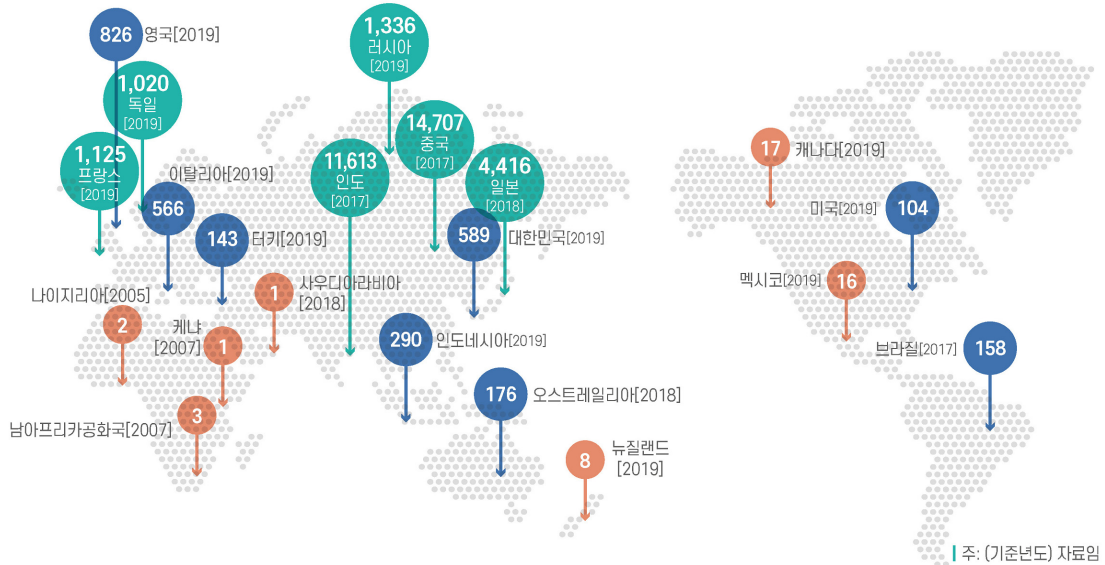 826
영국[2019]
1,336
러시아
[2019]
1,020
독일
[2019]
14,707
중국
[2017]
1,125
프랑스
[2019]
이탈리아[2019]
566
11,613
인도
[2017]
4,416
일본
[2018]
143
터키[2019]
589
대한민국[2019]
나이지리아[2005]
2
케냐
[2007]
1
1
사우디아라비아
[2018]
290
인도네시아[2019]
176
오스트레일리아[2018]
남아프리카공화국[2007]
3
8
뉴질랜드
[2019]
17
캐나다[2019]
미국[2019]
104
멕시코[2019]
16
브라질[2017]
158
주: (기준년도) 자료임